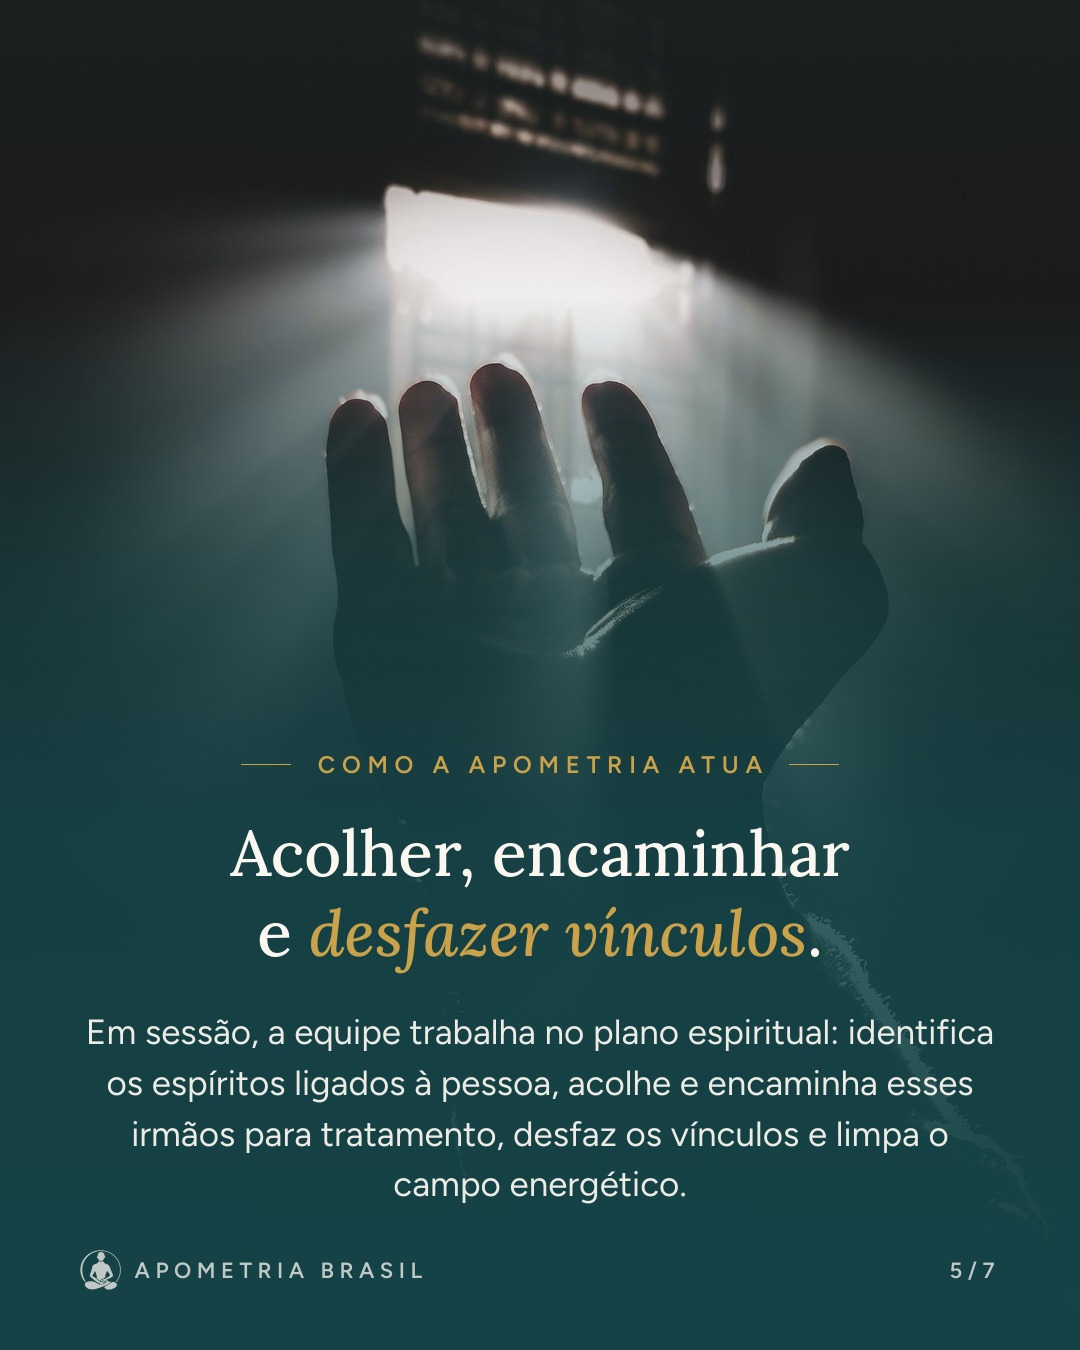 COMO A APOMETRIA ATUA
Acolher, encaminhar
e desfazer vínculos.
Em sessão, a equipe trabalha no plano espiritual: identifica
os espíritos ligados à pessoa, acolhe e encaminha esses
irmãos para tratamento, desfaz os vínculos e limpa o
campo energético.
APOMETRIA BRASIL
5/7